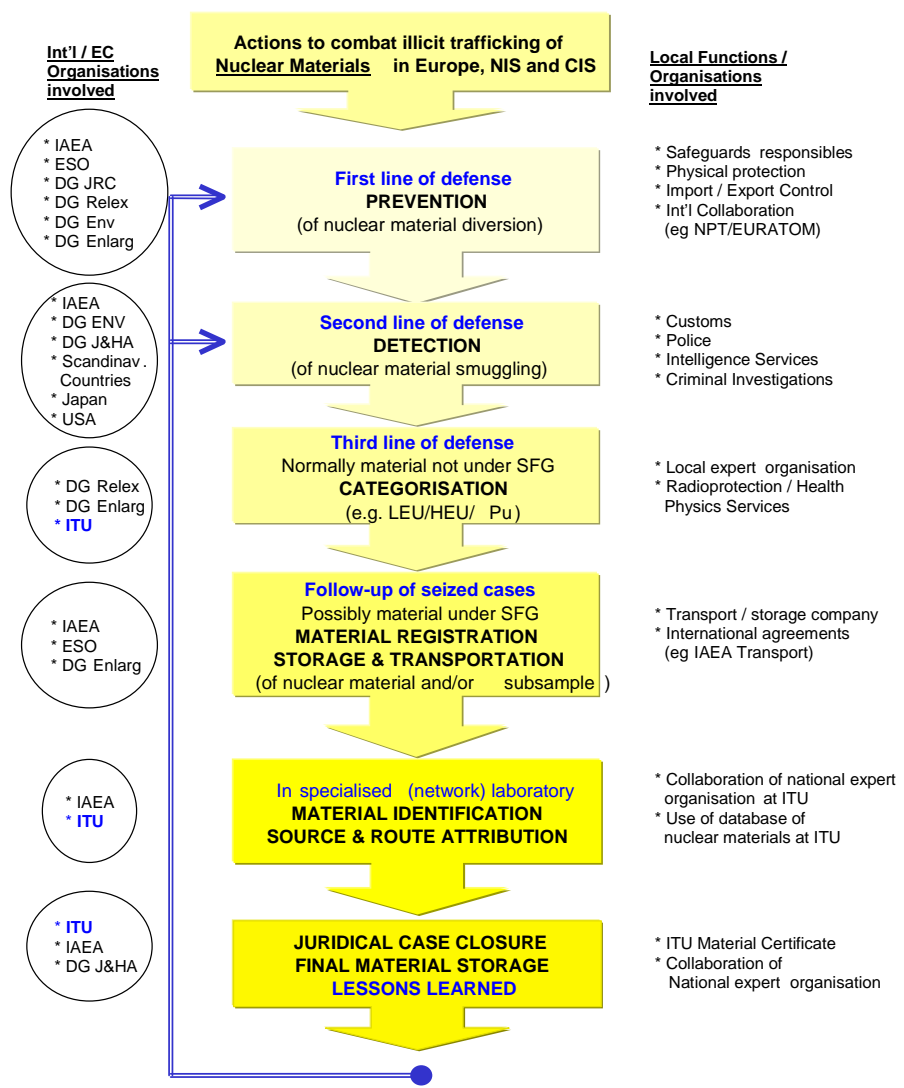 Actions to combat illicit trafficking of
Nuclear Materials in Europe, NIS and CIS
Int'l / EC
Organisations
involved
Local Functions /
Organisations
involved
* IAEA
* ESO
* DG JRC
* DG Relex
* DG Env
* DG Enlarg
First line of defense
PREVENTION
(of nuclear material diversion)
* Safeguards responsibles
* Physical protection
* Import / Export Control
* Int'l Collaboration
(eg NPT/EURATOM)
* IAEA
* DG ENV
* DG J&HA
* Scandinav.
Countries
* Japan
* USA
Second line of defense
DETECTION
(of nuclear material smuggling)
* Customs
* Police
* Intelligence Services
* Criminal Investigations
* DG Relex
* DG Enlarg
* ITU
Third line of defense
Normally material not under SFG
CATEGORISATION
(e.g. LEU/HEU/ Pu)
* Local expert organisation
* Radioprotection / Health
Physics Services
* IAEA
* ESO
* DG Enlarg
Follow-up of seized cases
Possibly material under SFG
MATERIAL REGISTRATION
STORAGE & TRANSPORTATION
(of nuclear material and/or subsample )
* Transport / storage company
* International agreements
(eg IAEA Transport)
* IAEA
* ITU
In specialised (network) laboratory
MATERIAL IDENTIFICATION
SOURCE & ROUTE ATTRIBUTION
* Collaboration of national expert
organisation at ITU
* Use of database of
nuclear materials at ITU
* ITU
* IAEA
* DG J&HA
JURIDICAL CASE CLOSURE
FINAL MATERIAL STORAGE
LESSONS LEARNED
* ITU Material Certificate
* Collaboration of
National expert organisation